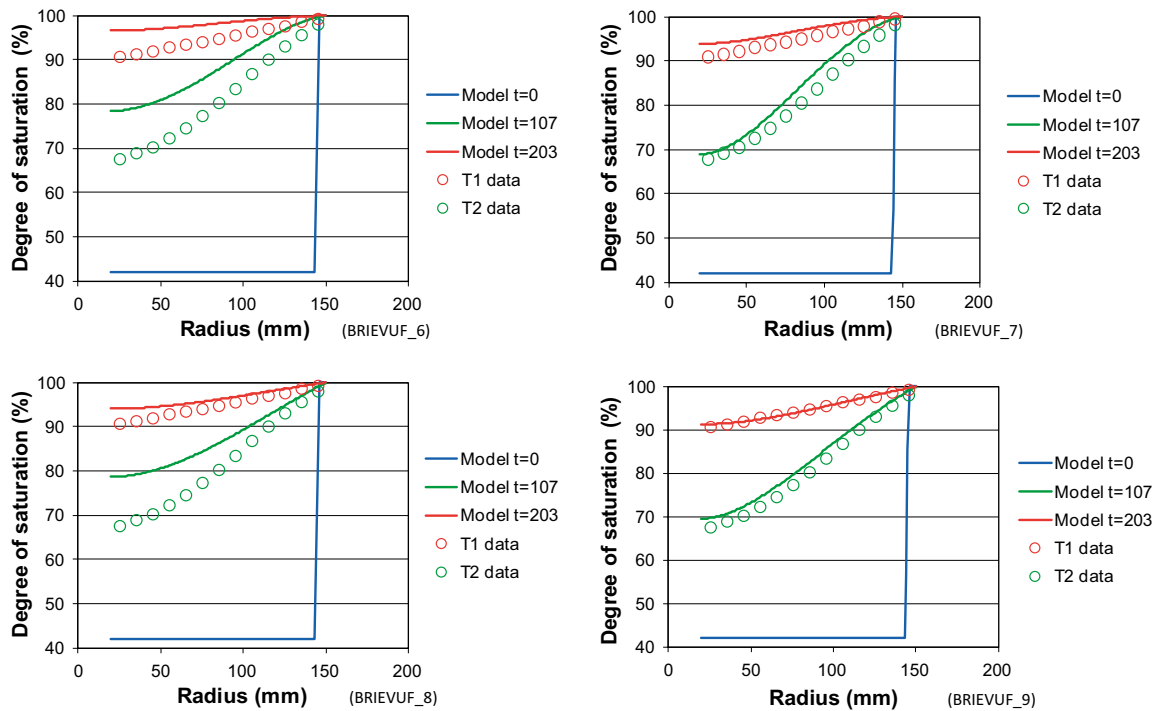 Degree of saturation (%)
100
90
80
70
60
50
40
0
50
100
150
200
Radius (mm)
(BRIEVUF_6)
Model t=0
Model t=107
Model t=203
T1 data
T2 data
Degree of saturation (%)
100
90
80
70
60
50
40
0
50
100
150
200
Radius (mm)
(BRIEVUF_7)
Model t=0
Model t=107
Model t=203
T1 data
T2 data
Degree of saturation (%)
100
90
80
70
60
50
40
0
50
100
150
200
Radius (mm)
(BRIEVUF_8)
Model t=0
Model t=107
Model t=203
T1 data
T2 data
Degree of saturation (%)
100
90
80
70
60
50
40
0
50
100
150
200
Radius (mm)
(BRIEVUF_9)
Model t=0
Model t=107
Model t=203
T1 data
T2 data